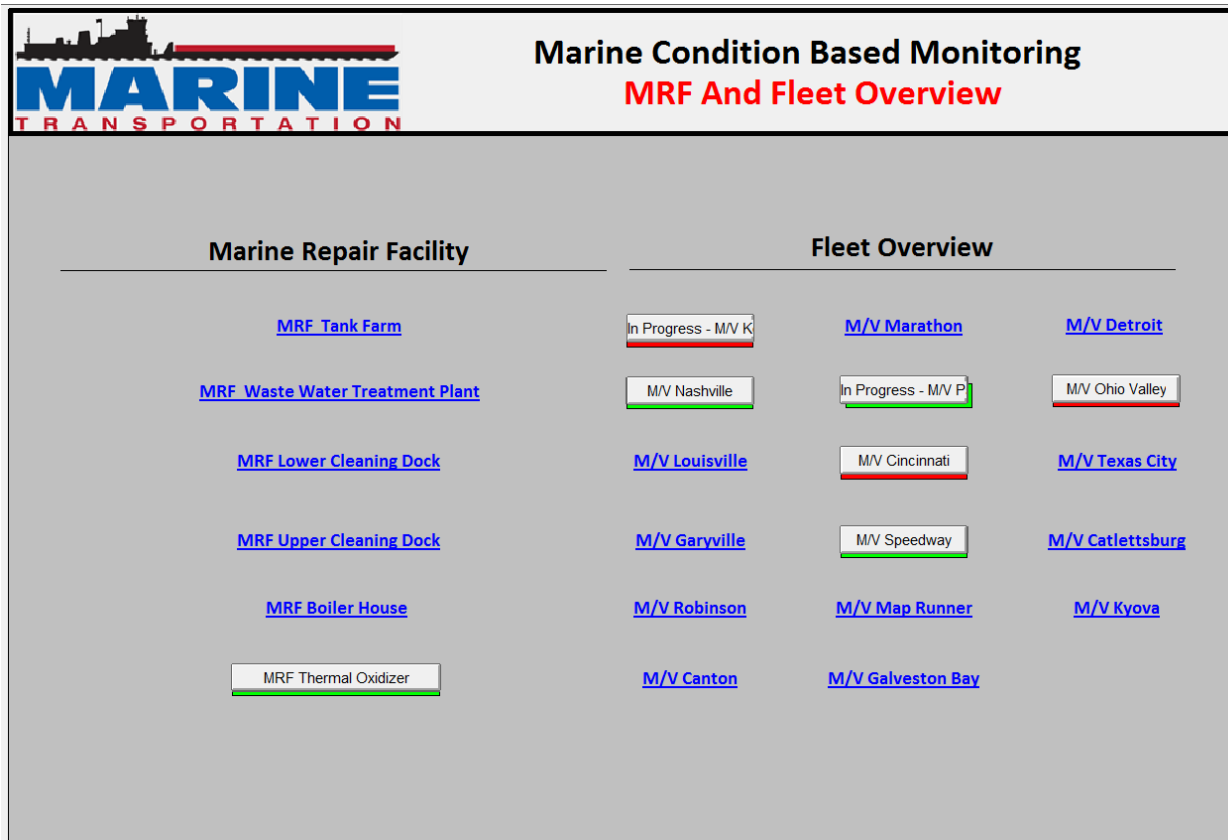 MARINE
TRANSPORTATION
Marine Condition Based Monitoring
MRF And Fleet Overview
Marine Repair Facility
Fleet Overview
MRF Tank Farm
In Progress - M/V K
M/V Marathon
M/V Detroit
MRF Waste Water Treatment Plant
M/V Nashville
In Progress - M/V P
M/V Ohio Valley
MRF Lower Cleaning Dock
M/V Louisville
M/V Cincinnati
M/V Texas City
MRF Upper Cleaning Dock
M/V Garyville
M/V Speedway
M/V Catlettsburg
MRF Boiler House
M/V Robinson
M/V Map Runner
M/V Kyova
MRF Thermal Oxidizer
M/V Canton
M/V Galveston Bay